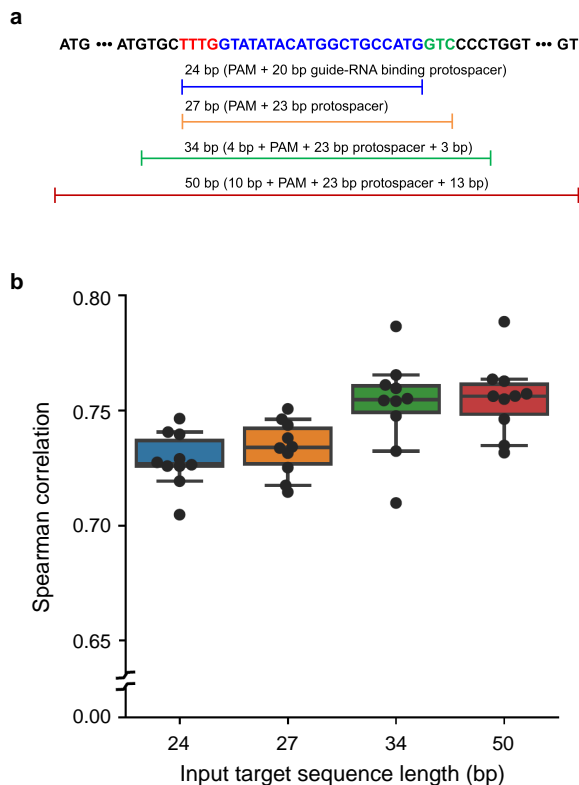 a
ATG ••• ATGTGCTTTGGTATATACATGGCTGCCATGGTCCCCTGGT ••• GT
24 bp (PAM + 20 bp guide-RNA binding protospacer)
27 bp (PAM + 23 bp protospacer)
34 bp (4 bp + PAM + 23 bp protospacer + 3 bp)
50 bp (10 bp + PAM + 23 bp protospacer + 13 bp)
b
0.80
0.75
0.70
0.65
0.00
Spearman correlation
24 27 34 50
Input target sequence length (bp)